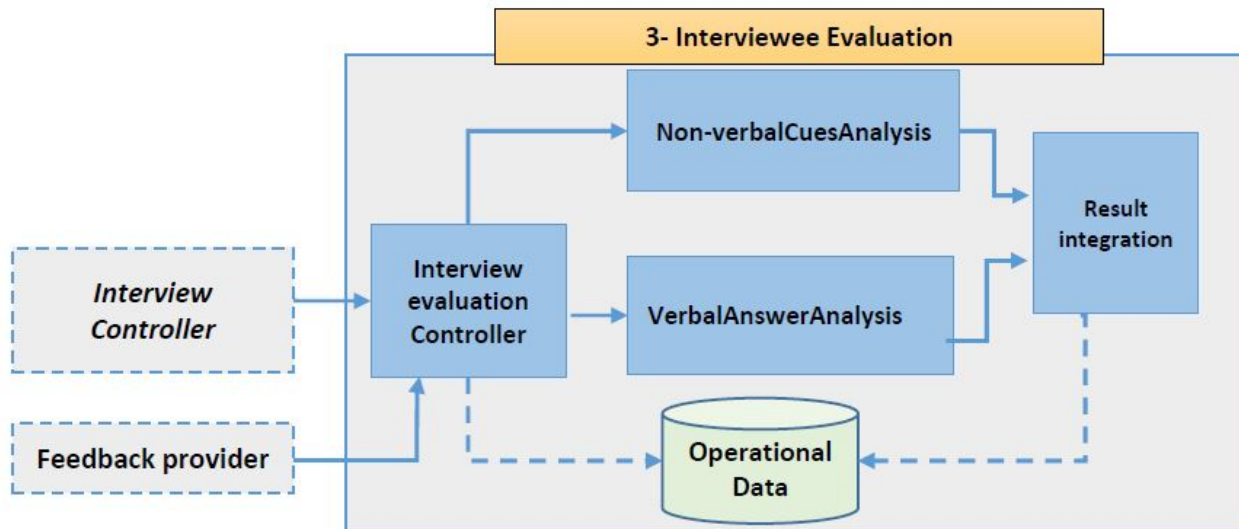 3- Interviewee Evaluation
Non-verbalCuesAnalysis
Result
integration
Interview
Controller
Interview
evaluation
Controller
VerbalAnswerAnalysis
Feedback provider
Operational
Data